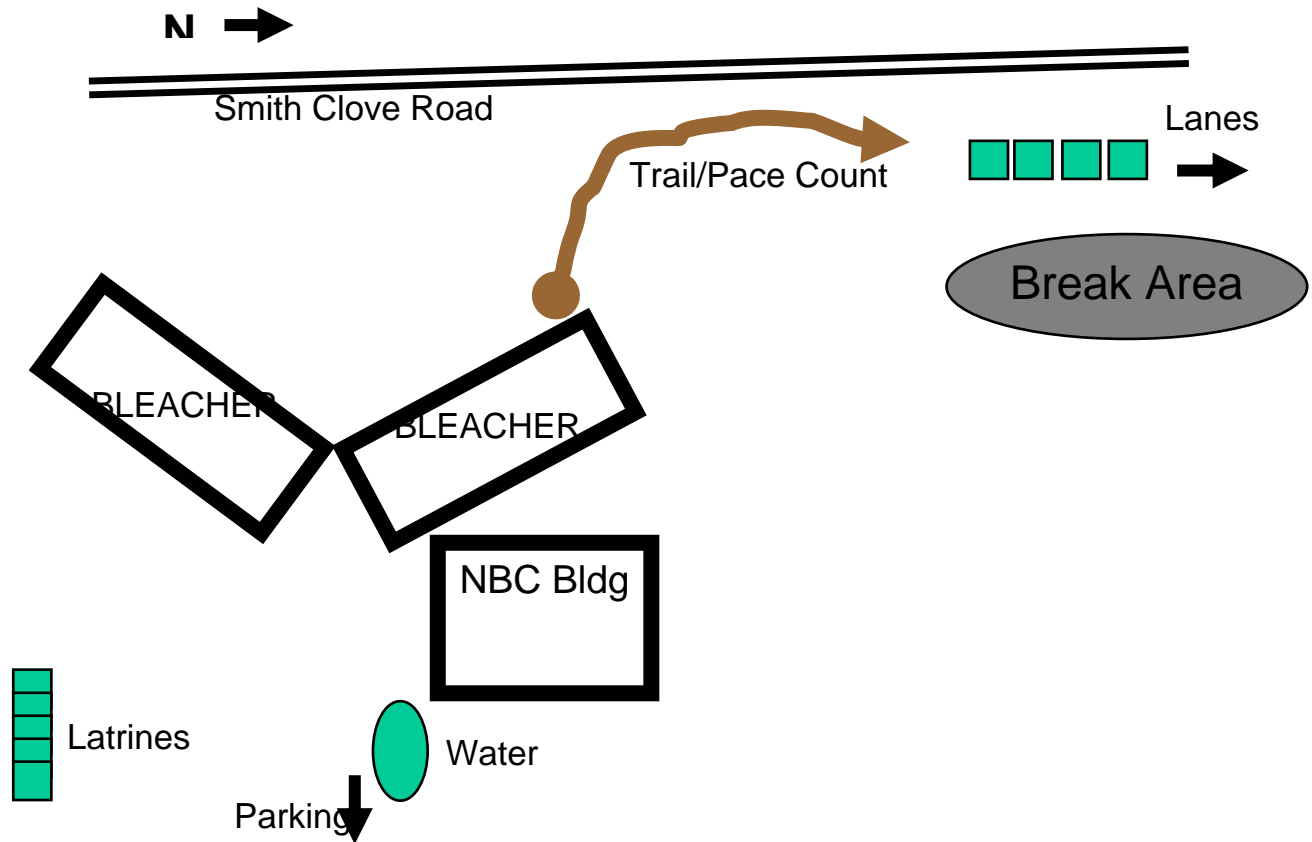 N
Smith Clove Road
Lanes
Trail/Pace Count
Break Area
BLEACHER
BLEACHER
NBC Bldg
Latrines
Water
Parking